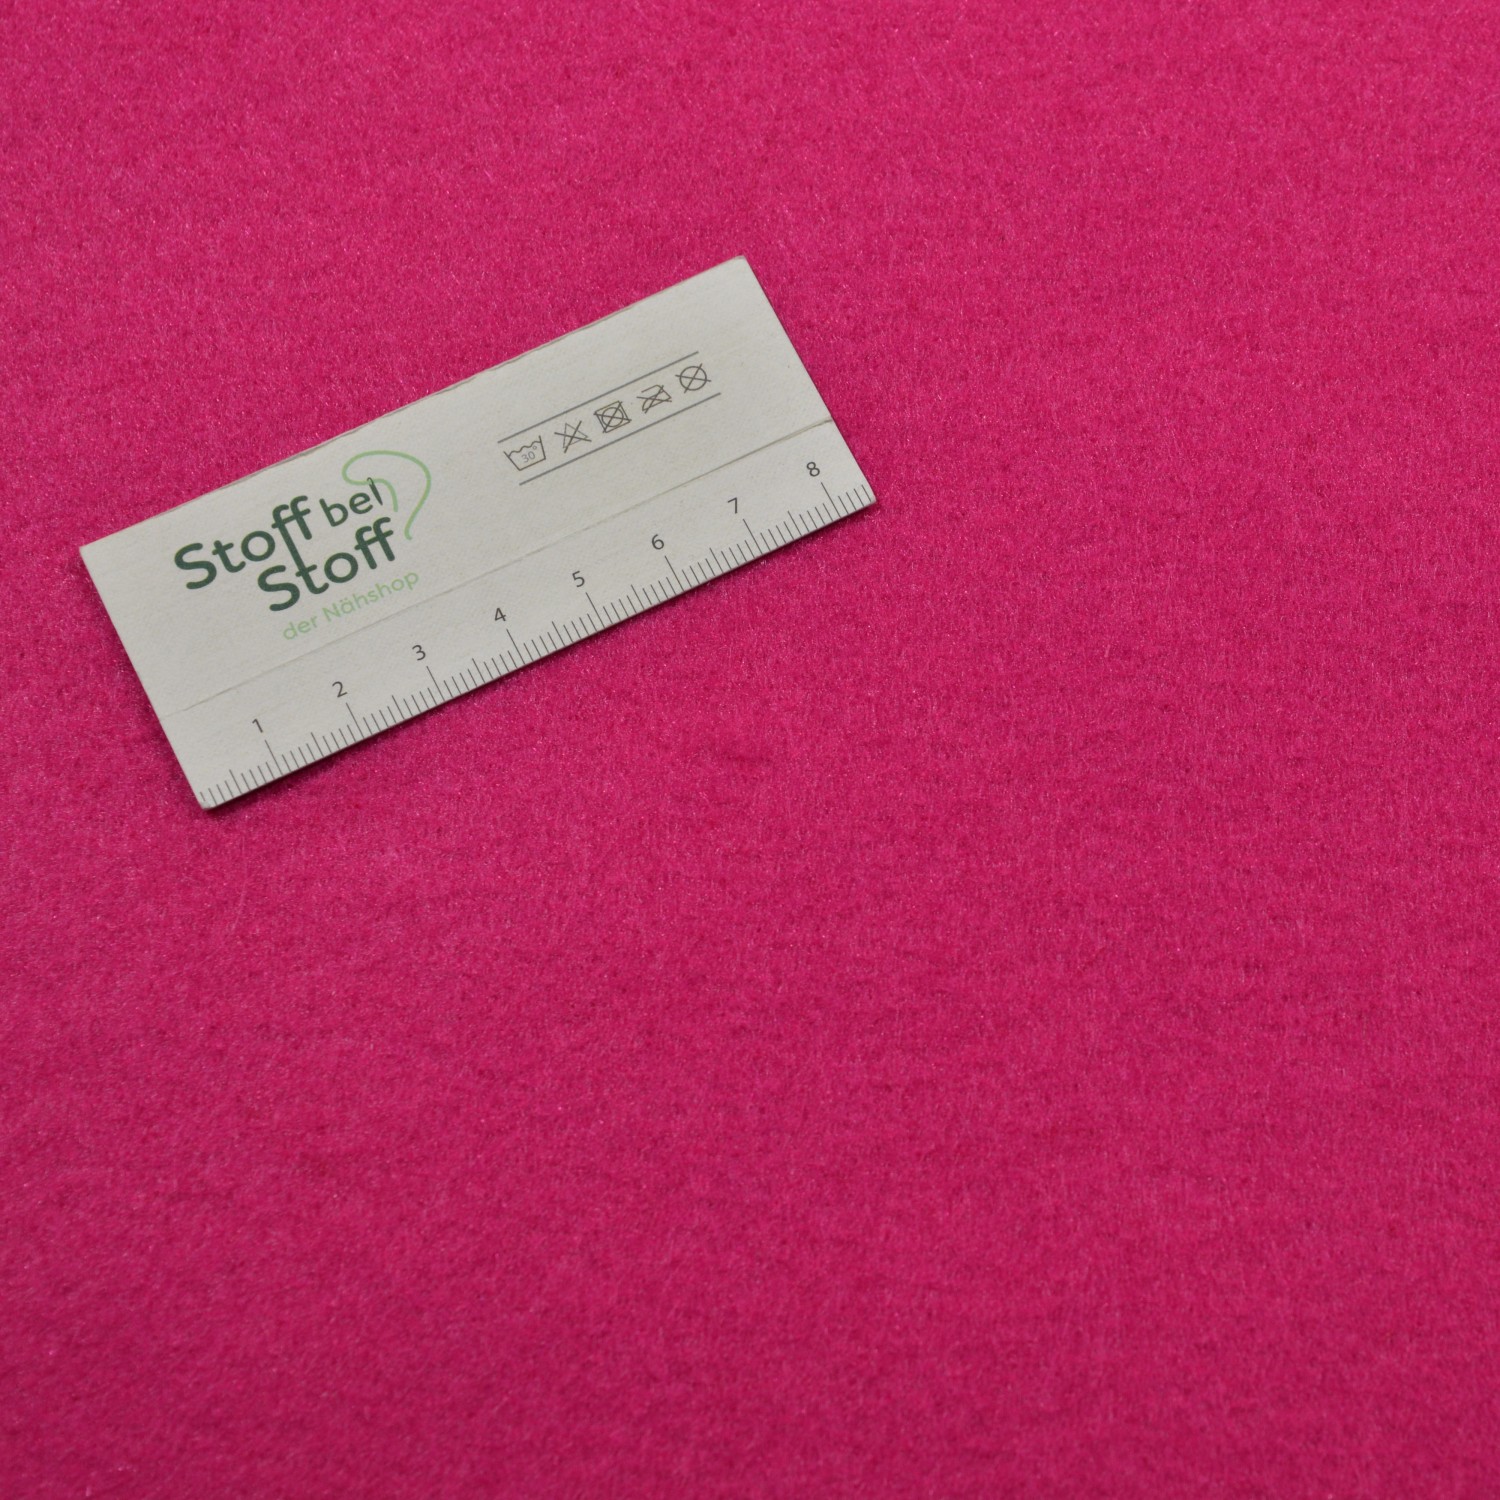 Stoff bei
Stoff
der Nähshop
30°
1 2 3 4 5 6 7 8